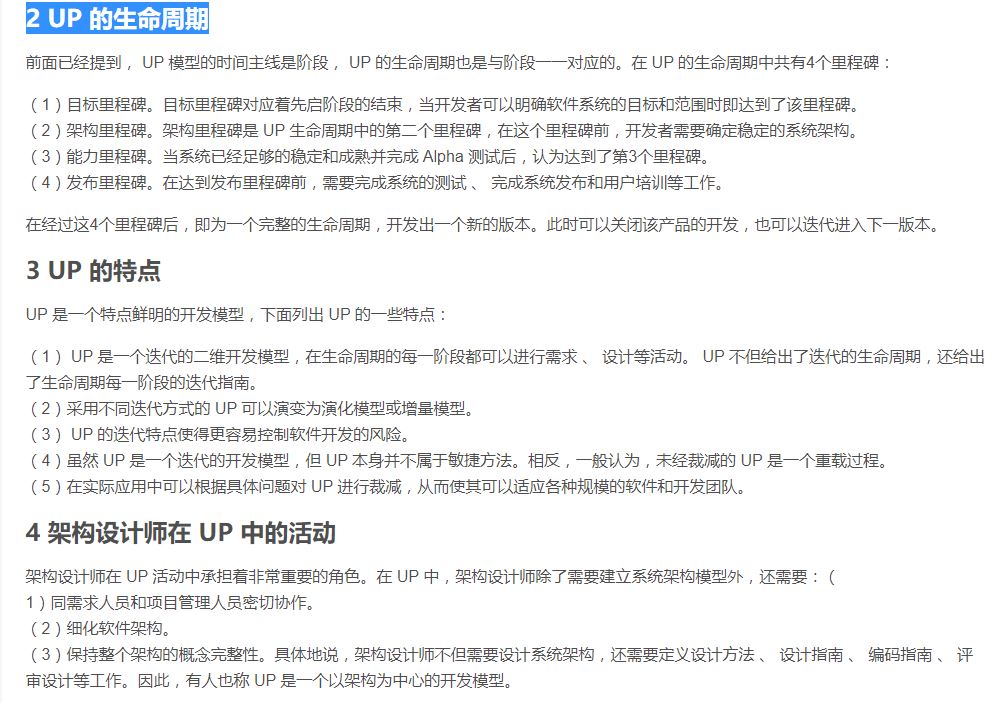 2 UP 的生命周期
前面已经提到， UP 模型的时间主线是阶段， UP 的生命周期也是与阶段一一对应的。在 UP 的生命周期中共有4个里程碑：
（1）目标里程碑。目标里程碑对应着先启阶段的结束，当开发者可以明确软件系统的目标和范围时即达到了该里程碑。
（2）架构里程碑。架构里程碑是 UP 生命周期中的第二个里程碑，在这个里程碑前，开发者需要确定稳定的系统架构。
（3）能力里程碑。当系统已经足够的稳定和成熟并完成 Alpha 测试后，认为达到了第3个里程碑。
（4）发布里程碑。在达到发布里程碑前，需要完成系统的测试 、 完成系统发布和用户培训等工作。
在经过这4个里程碑后，即为一个完整的生命周期，开发出一个新的版本。此时可以关闭该产品的开发，也可以迭代进入下一版本。
3 UP 的特点
UP 是一个特点鲜明的开发模型，下面列出 UP 的一些特点：
（1） UP 是一个迭代的二维开发模型，在生命周期的每一阶段都可以进行需求 、 设计等活动。 UP 不但给出了迭代的生命周期，还给出
了生命周期每一阶段的迭代指南。
（2）采用不同迭代方式的 UP 可以演变为演化模型或增量模型。
（3） UP 的迭代特点使得更容易控制软件开发的风险。
（4）虽然 UP 是一个迭代的开发模型，但 UP 本身并不属于敏捷方法。相反，一般认为，未经裁减的 UP 是一个重载过程。
（5）在实际应用中可以根据具体问题对 UP 进行裁减，从而使其可以适应各种规模的软件和开发团队。
4 架构设计师在 UP 中的活动
架构设计师在 UP 活动中承担着非常重要的角色。在 UP 中，架构设计师除了需要建立系统架构模型外，还需要：（
1）同需求人员和项目管理人员密切协作。
（2）细化软件架构。
（3）保持整个架构的概念完整性。具体地说，架构设计师不但需要设计系统架构，还需要定义设计方法 、 设计指南 、 编码指南 、 评
审设计等工作。因此，有人也称 UP 是一个以架构为中心的开发模型。